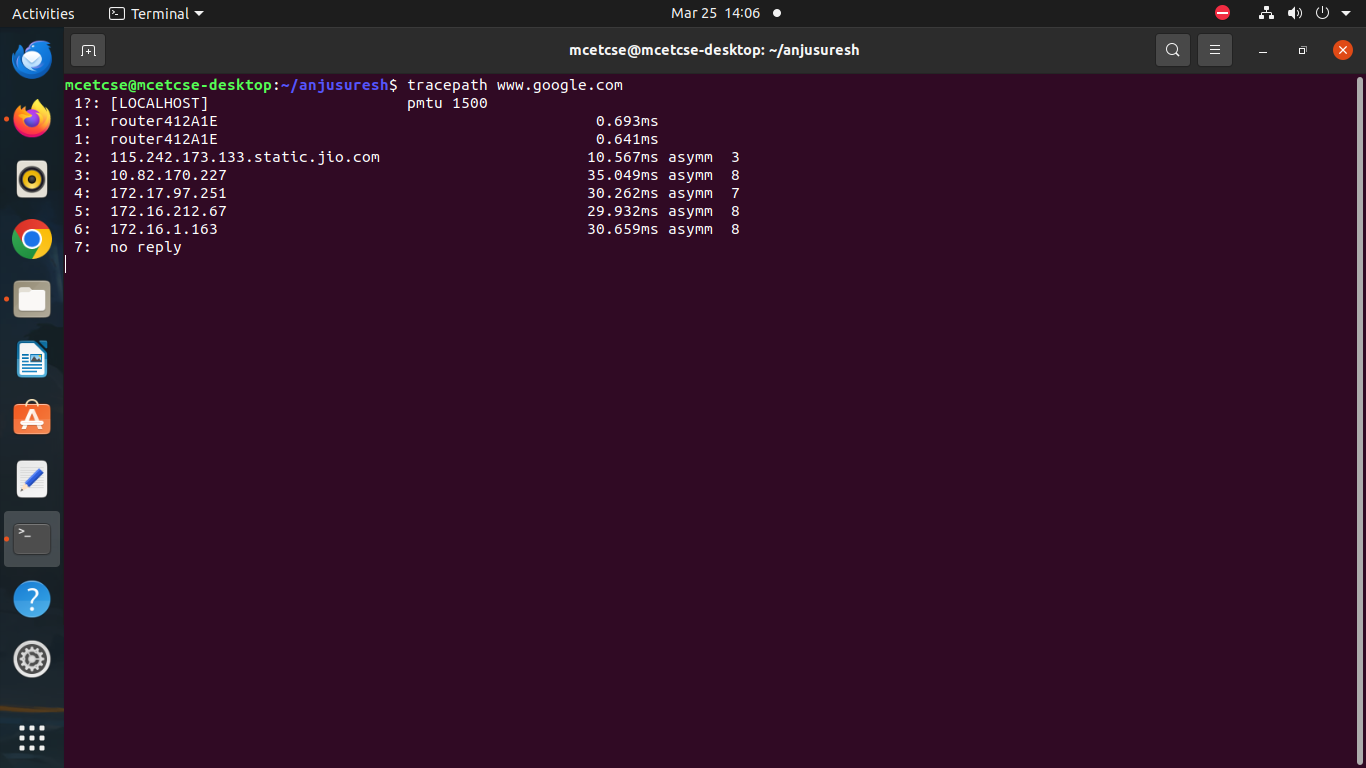 Activities Terminal Mar 25 14:06
mcetcse@mcetcse-desktop: ~/anjusuresh
mcetcse@mcetcse-desktop:~/anjusuresh$ tracepath www.google.com
1?: [LOCALHOST] pmtu 1500
1: router412A1E 0.693ms
1: router412A1E 0.641ms
2: 115.242.173.133.static.jio.com 10.567ms asymm 3
3: 10.82.170.227 35.049ms asymm 8
4: 172.17.97.251 30.262ms asymm 7
5: 172.16.212.67 29.932ms asymm 8
6: 172.16.1.163 30.659ms asymm 8
7: no reply